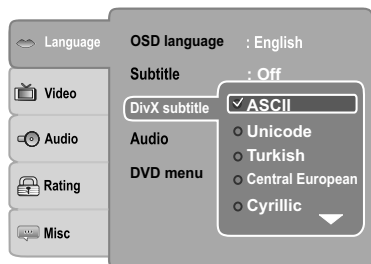 Language
Video
Audio
Rating
Misc
OSD language : English
Subtitle : Off
DivX subtitle
Audio
DVD menu
ASCII
Unicode
Turkish
Central European
Cyrillic